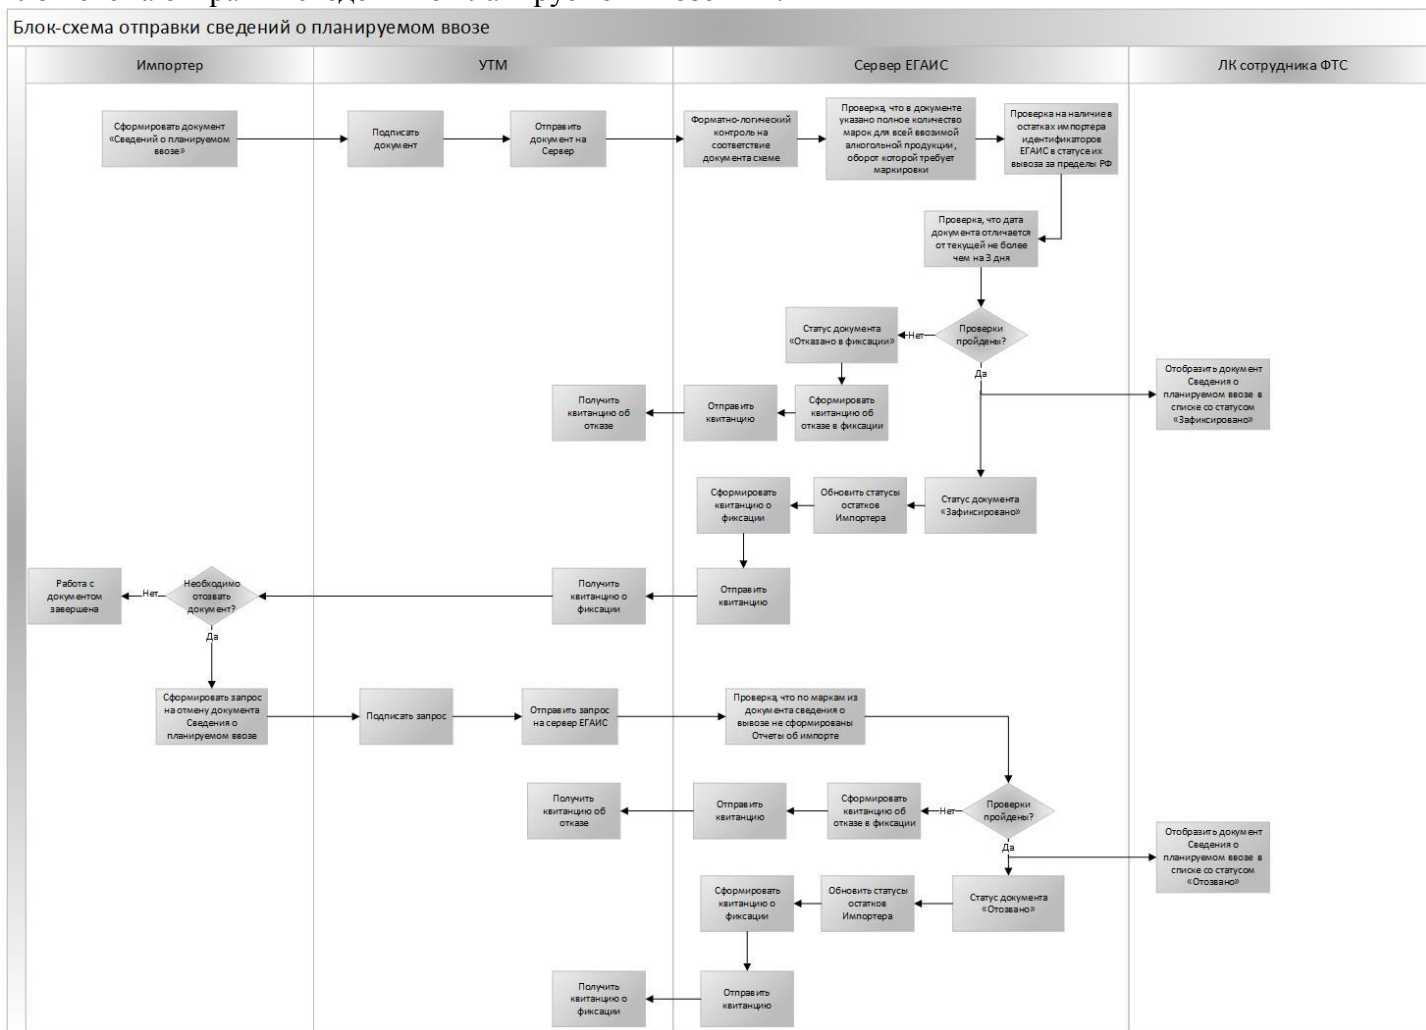 Блок-схема отправки сведений о планируемом ввозе
Импортер
УТМ
Сервер ЕГАИС
ЛК сотрудника ФТС
Сформировать документ
«Сведений о планируемом
ввозе»
Подписать
документ
Отправить
документ на
Сервер
Форматно-логический
контроль на
соответствие
документа схеме
Проверка, что в документе
указано полное количество
марок для всей ввозимой
алкогольной продукции,
оборот которой требует
маркировки
Проверка на наличие в
остатках импортера
идентификаторов
ЕГАИС в статусе их
вывоза за пределы РФ
Проверка, что дата
документа отличается
от текущей не более
чем на 3 дня
Проверки
пройдены?
Нет
Да
Статус документа
«Отказано в фиксации»
Сформировать
квитанцию об
отказе в фиксации
Отправить
квитанцию
Получить
квитанцию об
отказе
Отобразить документ
Сведения о
планируемом ввозе в
списке со статусом
«Зафиксировано»
Статус документа
«Зафиксировано»
Обновить статусы
остатков
Импортера
Сформировать
квитанцию о
фиксации
Отправить
квитанцию
Получить
квитанцию о
фиксации
Необходимо
отозвать
документ?
Нет
Работа с
документом
завершена
Да
Сформировать запрос
на отмену документа
Сведения о
планируемом ввозе
Подписать запрос
Отправить запрос
на сервер ЕГАИС
Проверка, что по маркам из
документа сведения о
вывозе не сформированы
Отчеты об импорте
Проверки
пройдены?
Нет
Да
Сформировать
квитанцию об
отказе в фиксации
Отправить
квитанцию
Получить
квитанцию об
отказе
Отобразить документ
Сведения о
планируемом ввозе в
списке со статусом
«Отозвано»
Статус документа
«Отозвано»
Обновить статусы
остатков
Импортера
Сформировать
квитанцию о
фиксации
Отправить
квитанцию
Получить
квитанцию о
фиксации